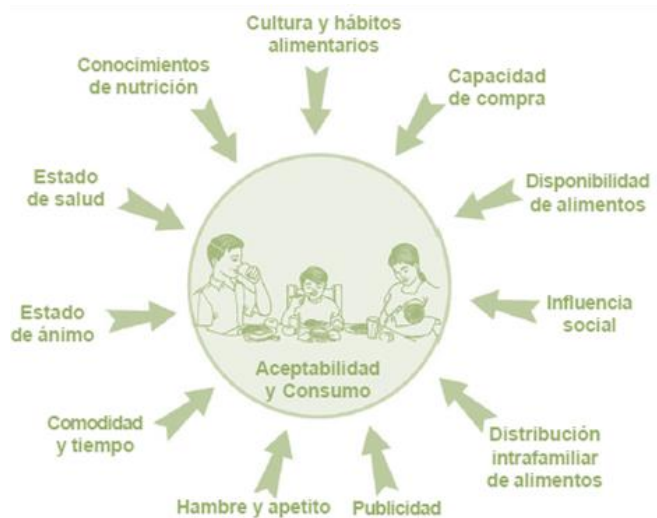 Cultura y hábitos
alimentarios
Conocimientos
de nutrición
Capacidad
de compra
Estado
de salud
Disponibilidad
de alimentos
Estado
de ánimo
Influencia
social
Aceptabilidad
y Consumo
Comodidad
y tiempo
Distribución
intrafamiliar
de alimentos
Hambre y apetito
Publicidad